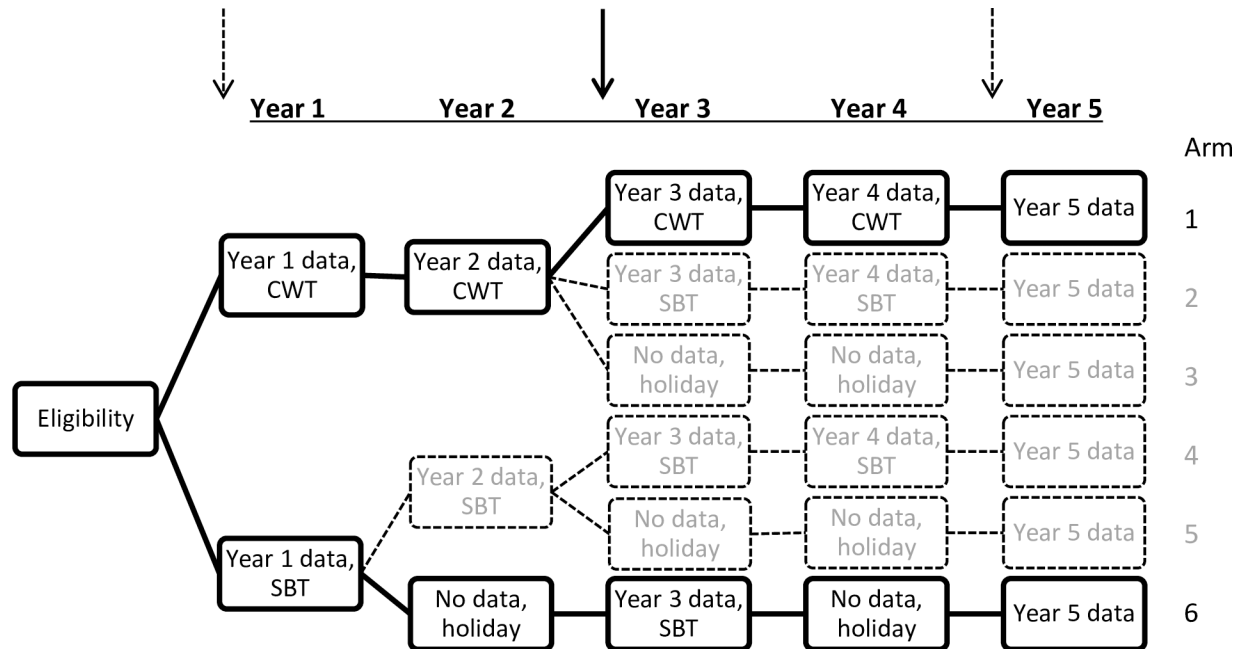 Year 1 Year 2 Year 3 Year 4 Year 5
Arm
Year 3 data,
CWT
Year 4 data,
CWT
Year 5 data
1
Year 1 data,
CWT
Year 2 data,
CWT
Year 3 data,
SBT
Year 4 data,
SBT
Year 5 data
2
No data,
holiday
No data,
holiday
Year 5 data
3
Eligibility
Year 3 data,
SBT
Year 4 data,
SBT
Year 5 data
4
Year 2 data,
SBT
No data,
holiday
No data,
holiday
Year 5 data
5
Year 1 data,
SBT
No data,
holiday
Year 3 data,
SBT
No data,
holiday
Year 5 data
6